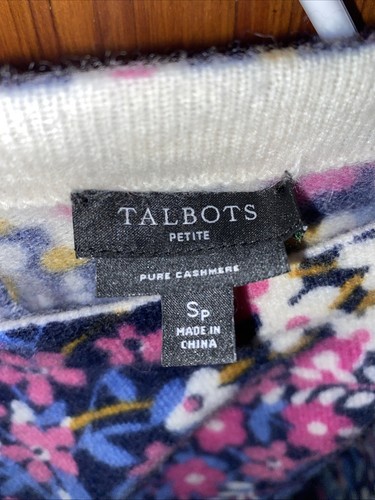 TALBOTS
PETITE
PURE CASHMERE
SP
MADE IN
CHINA